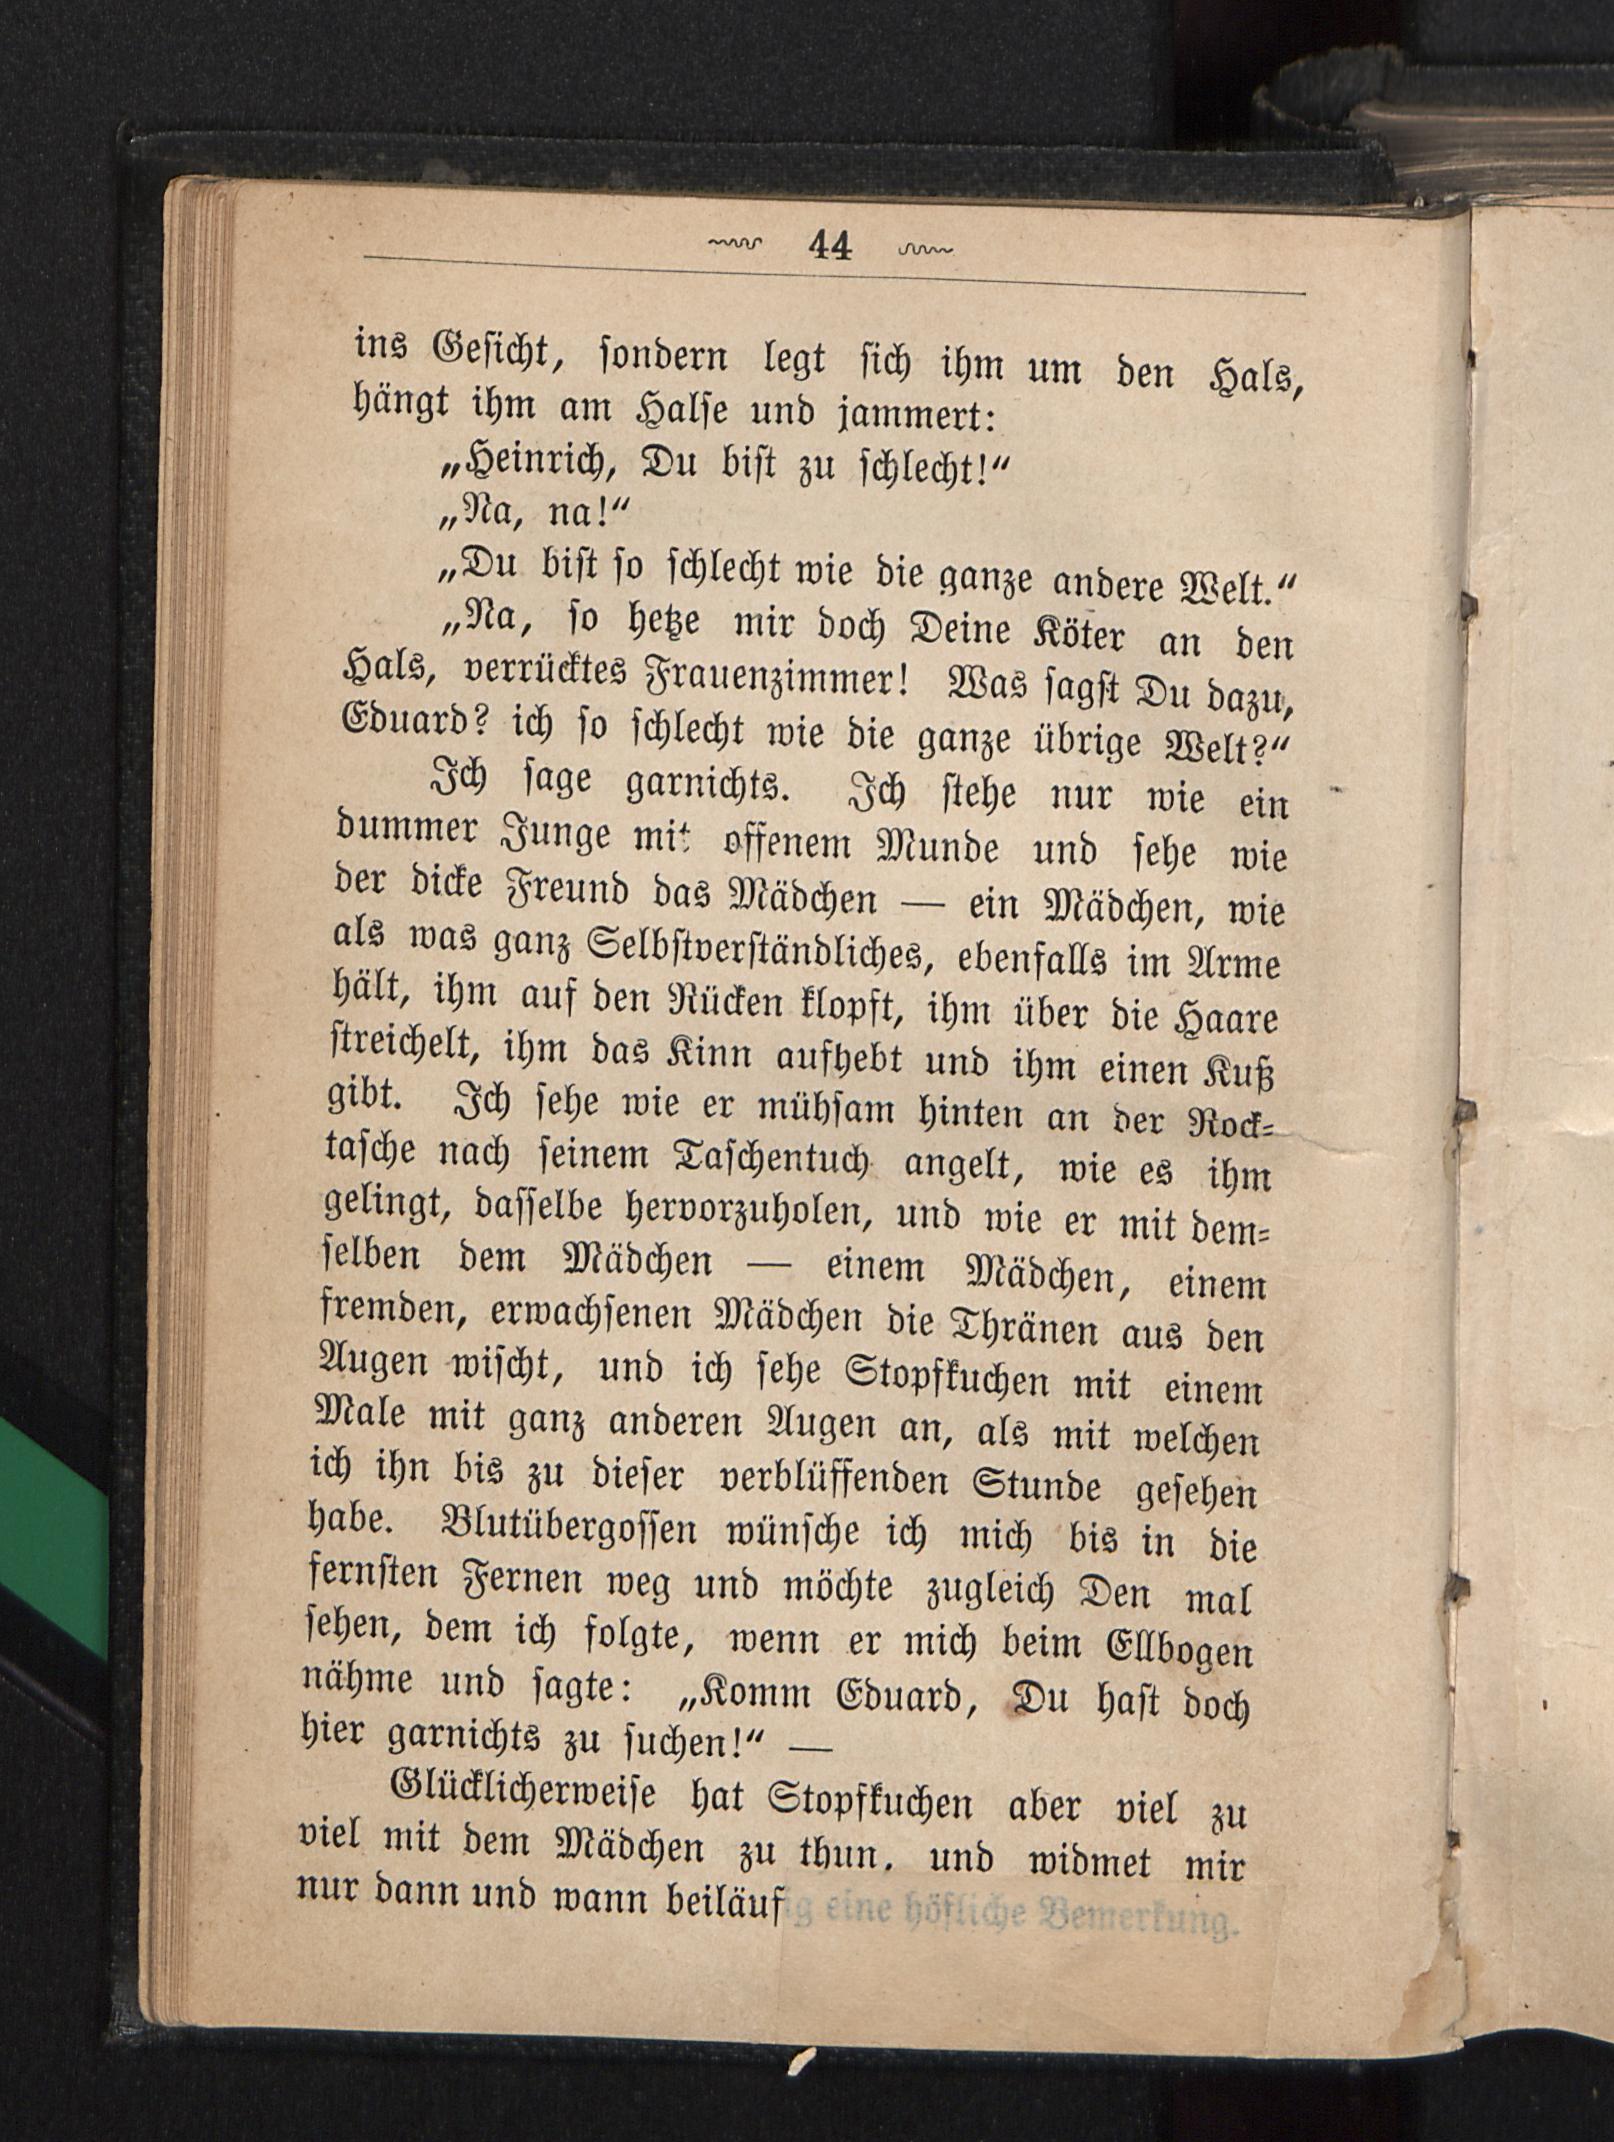 44
ins Geſicht, ſondern legt ſich ihm um den Hals,
hängt ihm am Halſe und jammert:
„Heinrich, Du biſt zu ſchlecht!“
„Na, na!“
„Du biſt ſo ſchlecht wie die ganze andere Welt.“
„Na, ſo hetze mir doch Deine Köter an den
Hals, verrücktes Frauenzimmer! Was ſagſt Du dazu,
Eduard? ich ſo ſchlecht wie die ganze übrige Welt?“
Ich ſage garnichts. Ich ſtehe nur wie ein
dummer Junge mit offenem Munde und ſehe wie
der dicke Freund das Mädchen — ein Mädchen, wie
als was ganz Selbſtverſtändliches, ebenfalls im Arme
hält, ihm auf den Rücken klopft, ihm über die Haare
ſtreichelt, ihm das Kinn aufhebt und ihm einen Kuß
gibt. Ich ſehe wie er mühſam hinten an der Rock⸗
taſche nach ſeinem Taſchentuch angelt, wie es ihm
gelingt, daſſelbe hervorzuholen, und wie er mit dem⸗
ſelben dem Mädchen — einem Mädchen, einem
fremden, erwachſenen Mädchen die Thränen aus den
Augen wiſcht, und ich ſehe Stopfkuchen mit einem
Male mit ganz anderen Augen an, als mit welchen
ich ihn bis zu dieſer verblüffenden Stunde geſehen
habe. Blutübergoſſen wünſche ich mich bis in die
fernſten Fernen weg und möchte zugleich Den mal
ſehen, dem ich folgte, wenn er mich beim Ellbogen
nähme und ſagte: „Komm Eduard, Du haſt doch
hier garnichts zu ſuchen!“ —
Glücklicherweiſe hat Stopfkuchen aber viel zu
viel mit dem Mädchen zu thun. und widmet mir
nur dann und wann beiläufig eine höfliche Bemerkung.